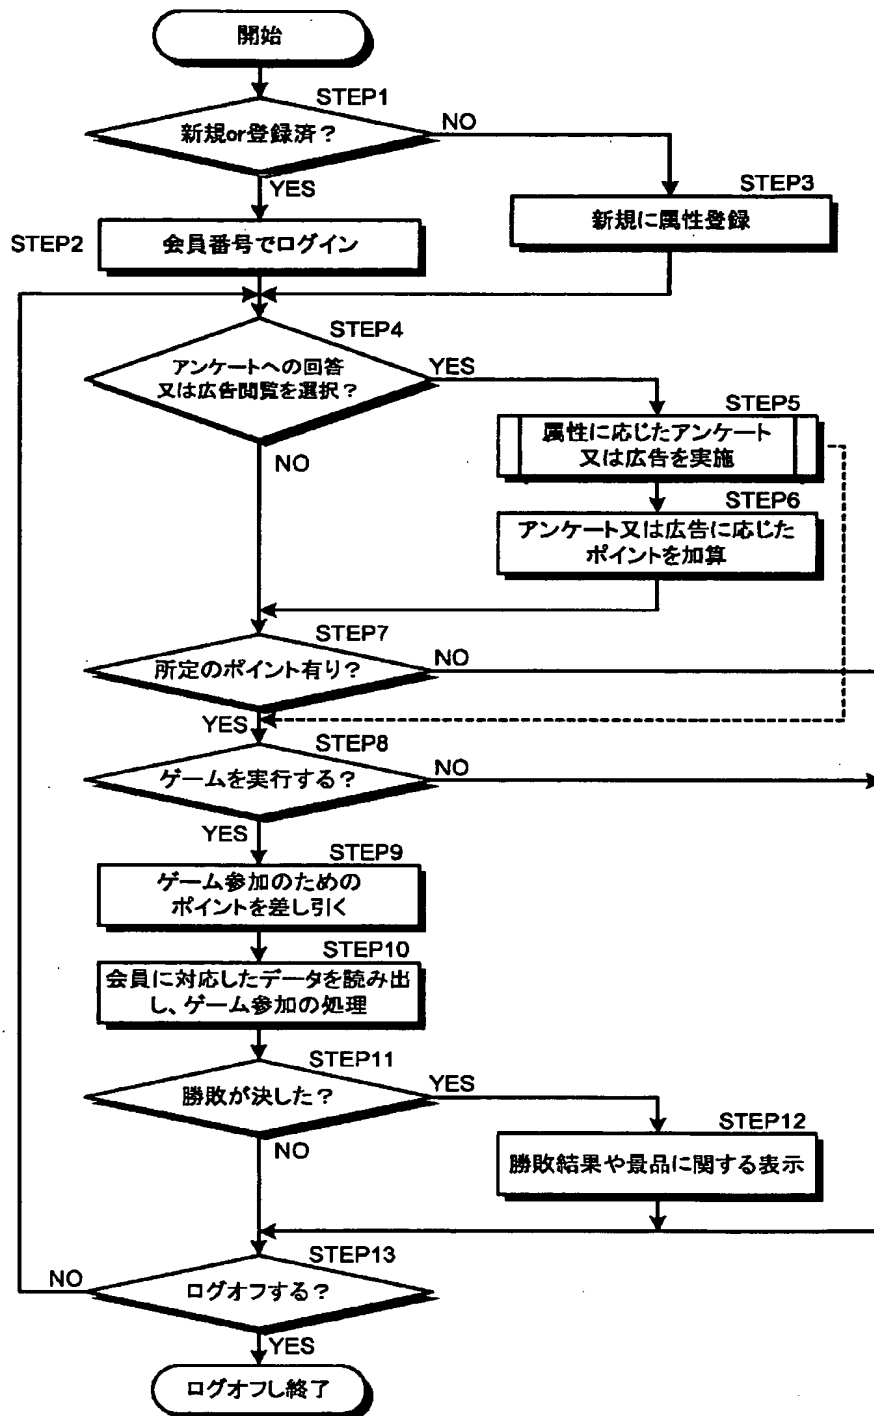 開始
STEP1
新規or登録済?
NO
YES
STEP3
新規に属性登録
STEP2
会員番号でログイン
STEP4
アンケートへの回答
又は広告閲覧を選択?
YES
NO
STEP5
属性に応じたアンケート
又は広告を実施
STEP6
アンケート又は広告に応じた
ポイントを加算
STEP7
所定のポイント有り?
NO
YES
STEP8
ゲームを実行する?
NO
YES
STEP9
ゲーム参加のための
ポイントを差し引く
STEP10
会員に対応したデータを読み出
し、ゲーム参加の処理
STEP11
勝敗が決した?
YES
NO
STEP12
勝敗結果や景品に関する表示
STEP13
ログオフする?
NO
YES
ログオフし終了